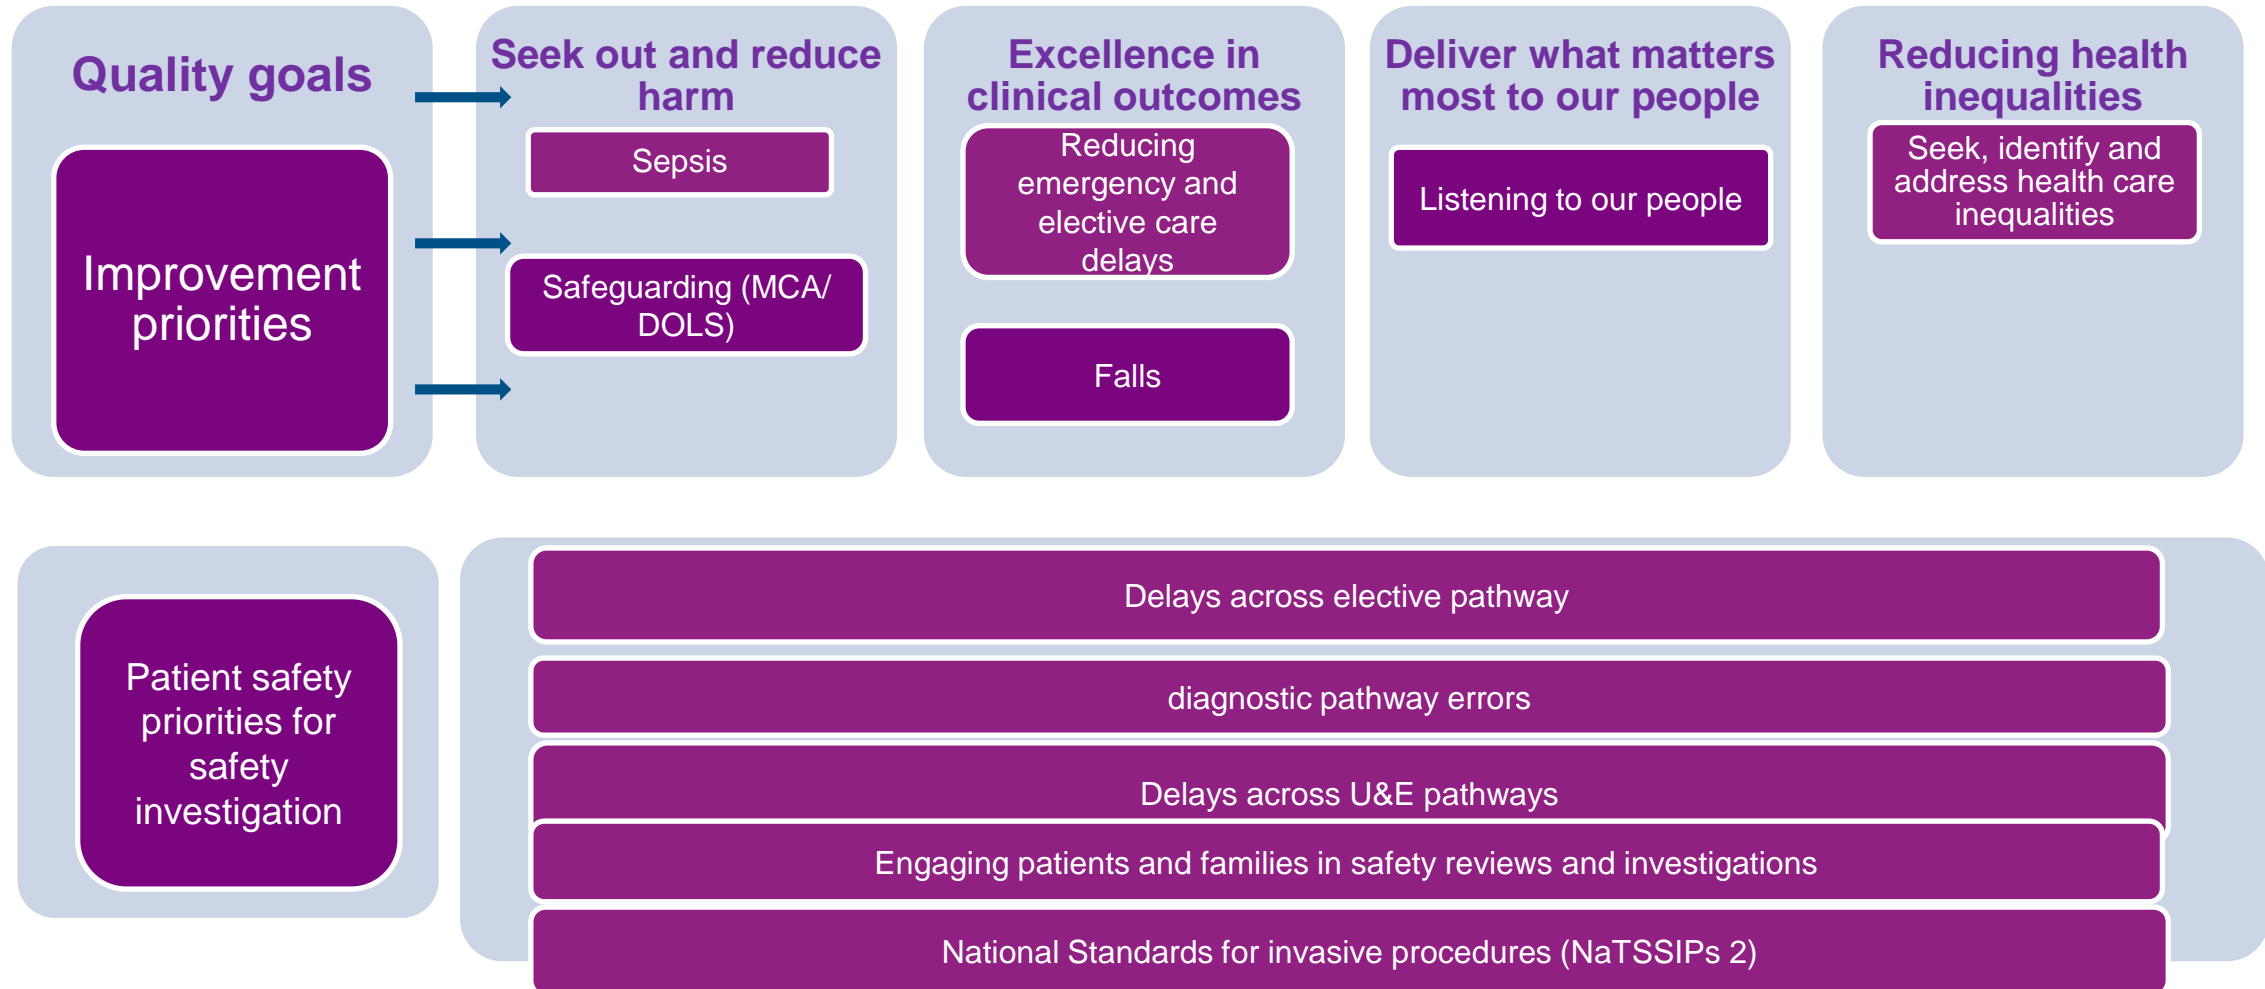 Quality goals
Improvement
priorities
Seek out and reduce
harm
Sepsis
Safeguarding (MCA/
DOLS)
Excellence in
clinical outcomes
Reducing
emergency and
elective care
delays
Falls
Deliver what matters
most to our people
Listening to our people
Reducing health
inequalities
Seek, identify and
address health care
inequalities
Patient safety
priorities for
safety
investigation
Delays across elective pathway
diagnostic pathway errors
Delays across U&E pathways
Engaging patients and families in safety reviews and investigations
National Standards for invasive procedures (NaTSSIPs 2)